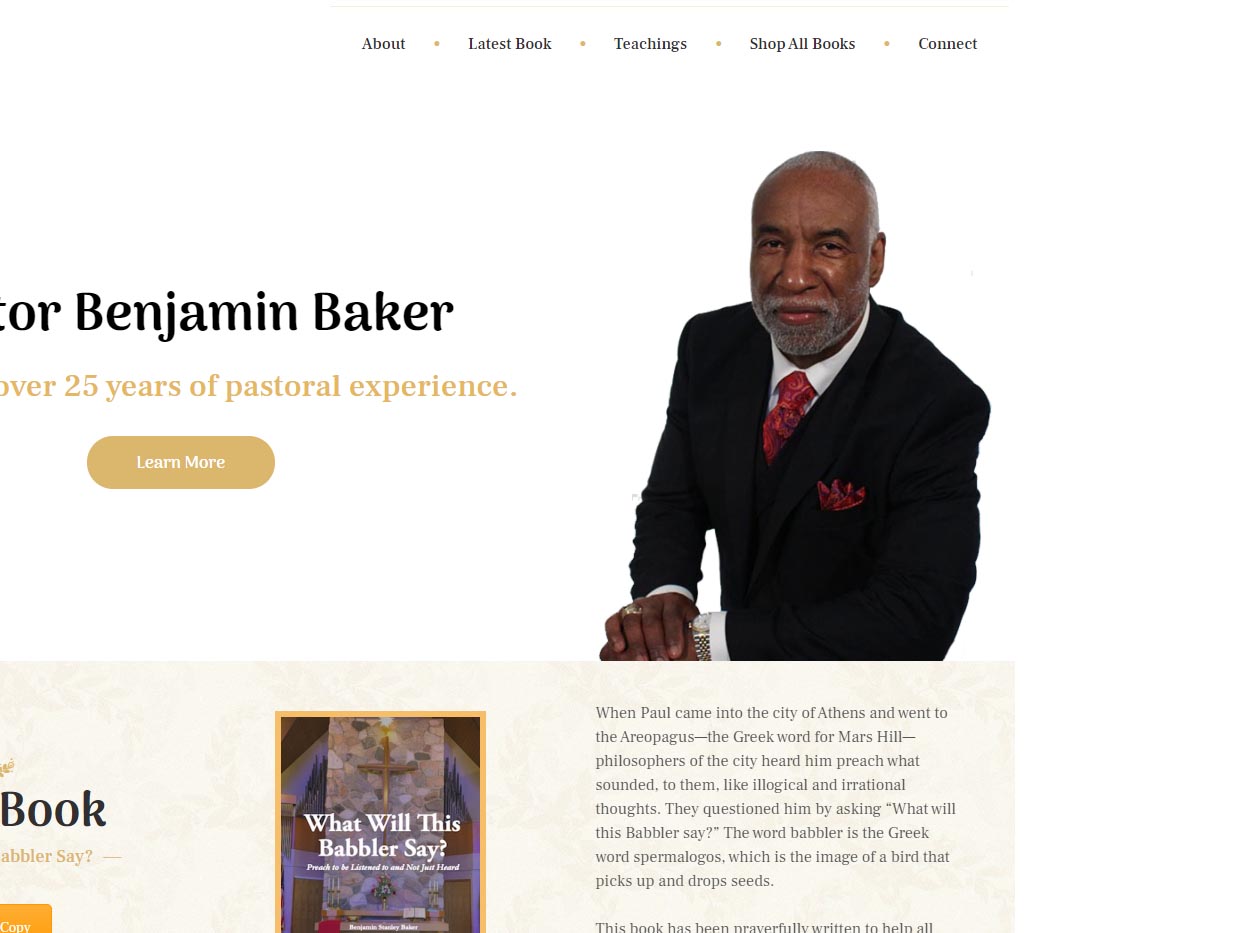 About • Latest Book • Teachings • Shop All Books • Connect
tor Benjamin Baker
over 25 years of pastoral experience.
Learn More
Book
abbler Say?
Copy
What Will This
Babbler Say?
Preach to be Listened to and Not Just Heard
Benjamin Stanley Baker
When Paul came into the city of Athens and went to
the Areopagus—the Greek word for Mars Hill—
philosophers of the city heard him preach what
sounded, to them, like illogical and irrational
thoughts. They questioned him by asking “What will
this Babbler say?” The word babbler is the Greek
word spermalogos, which is the image of a bird that
picks up and drops seeds.
This book has been prayerfully written to help all